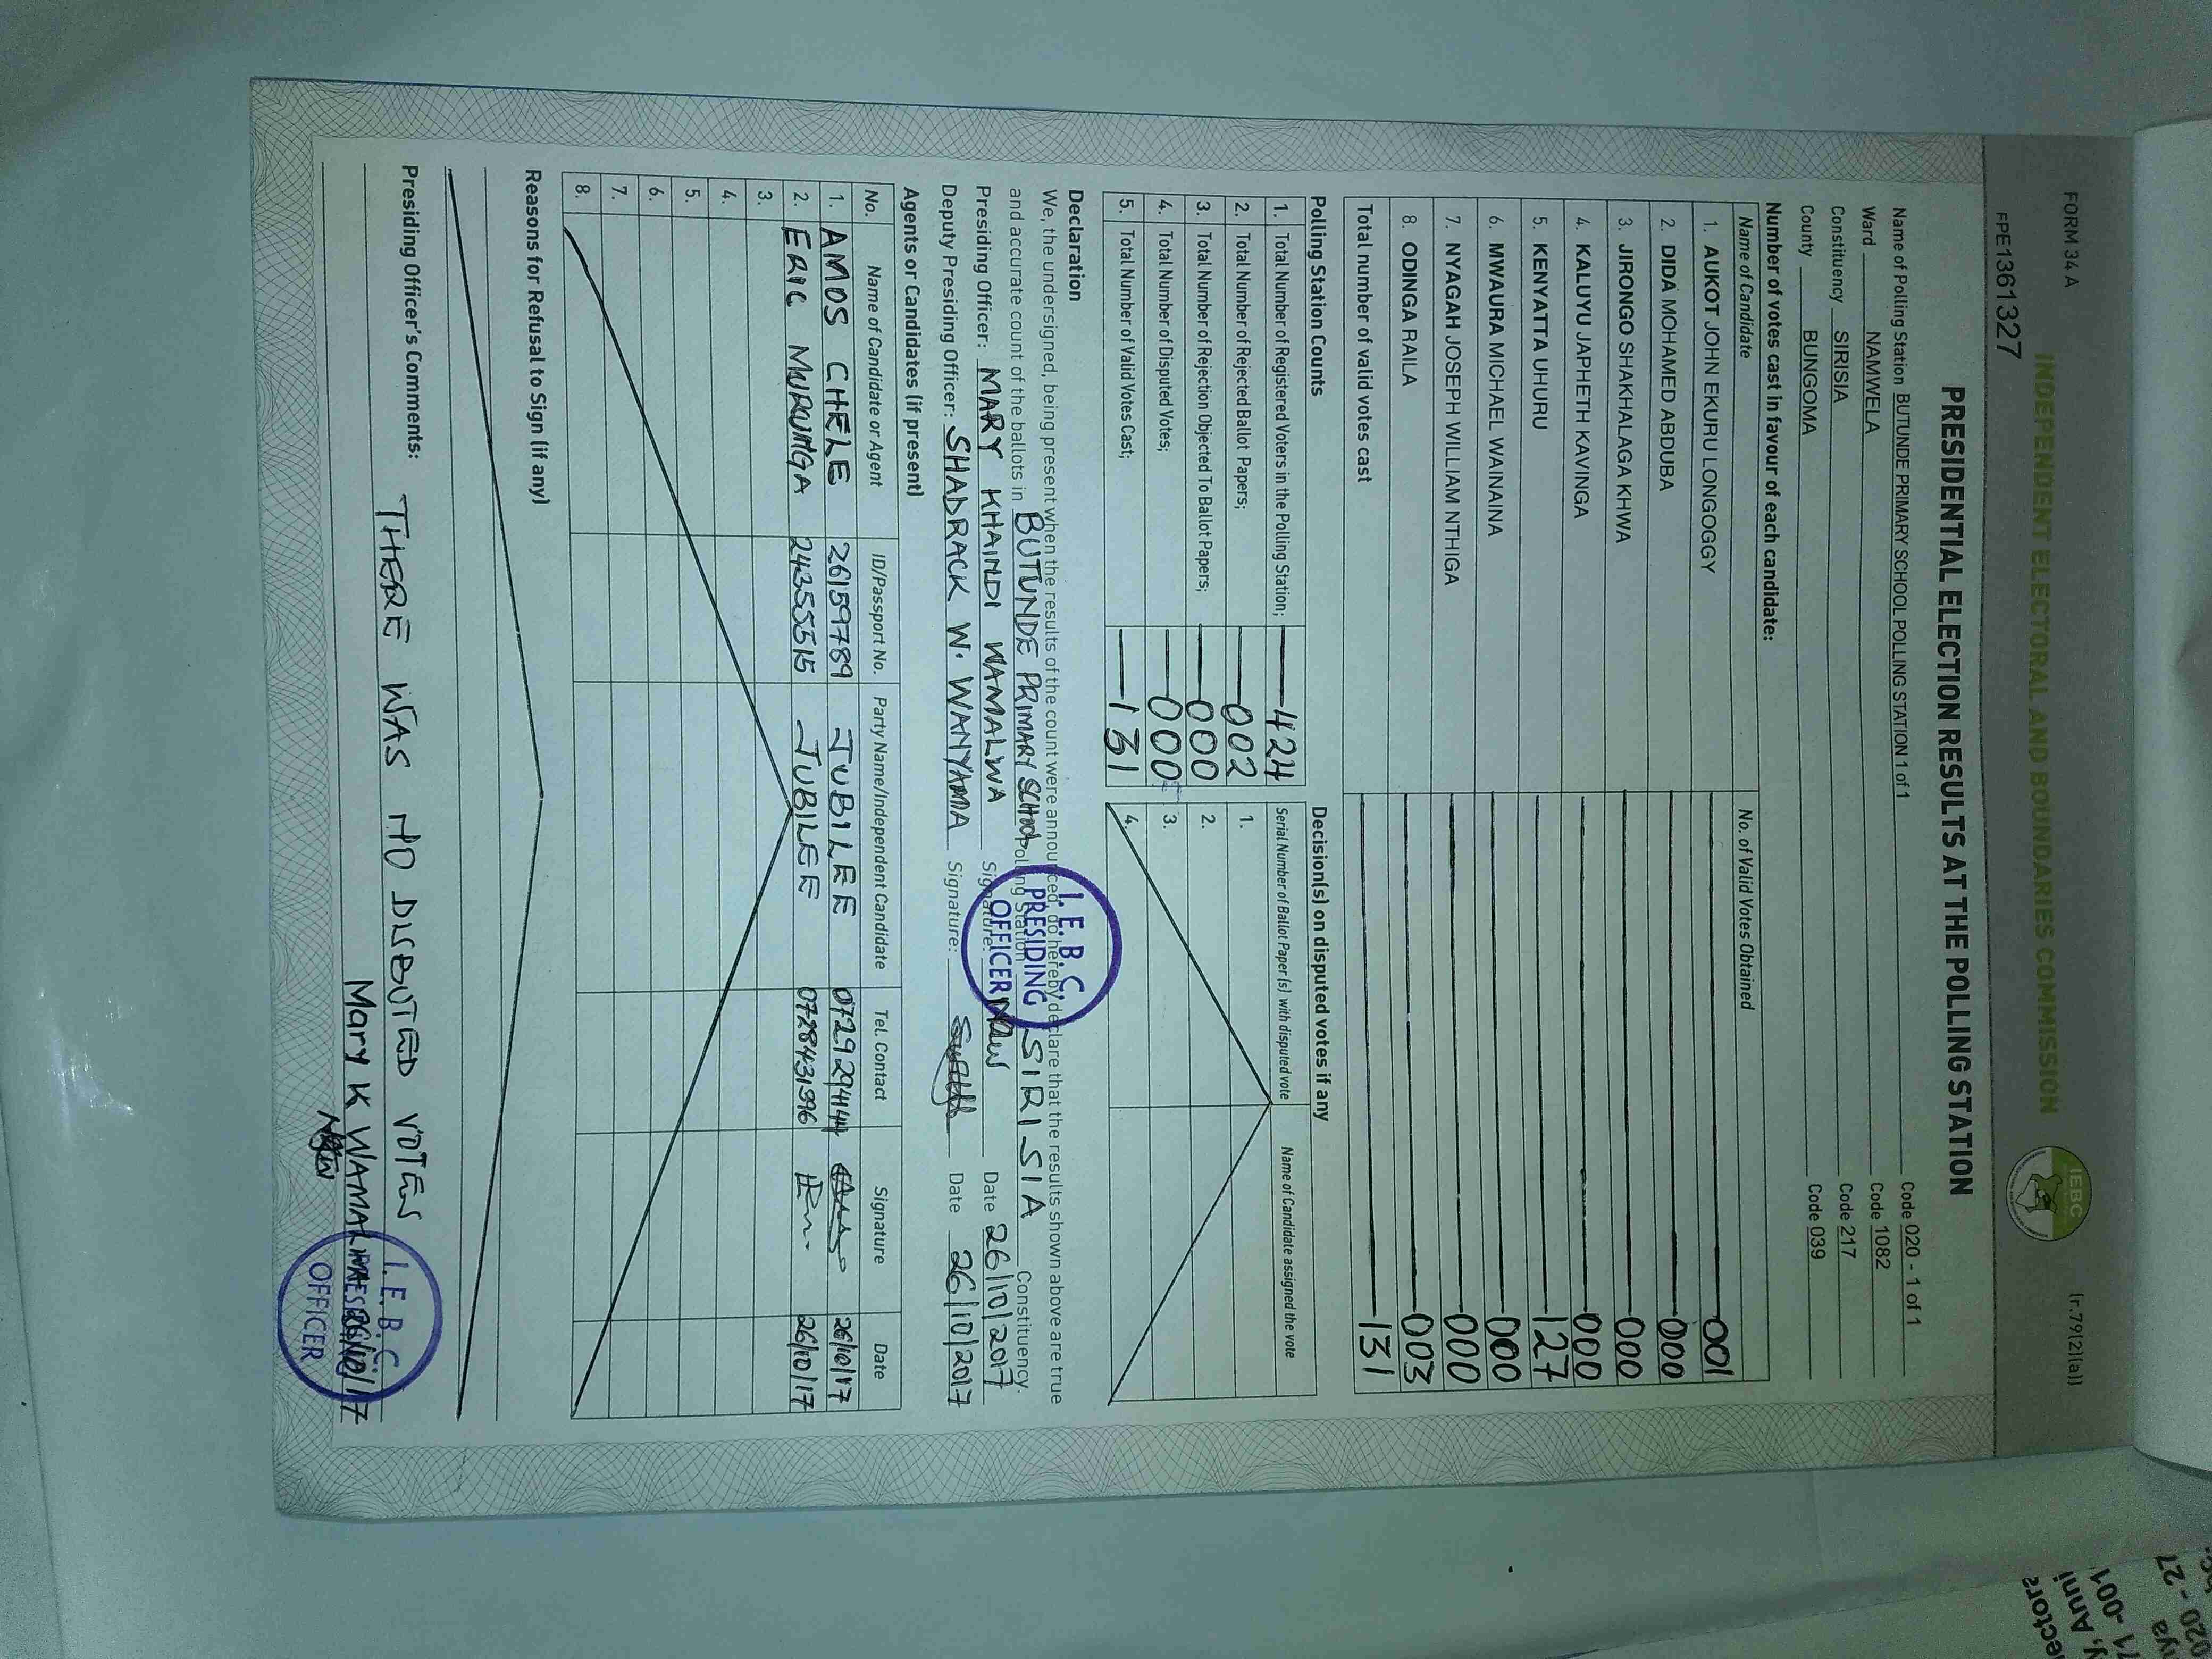 FORM 34 A
(r.79(2)(a))
INDEPENDENT ELECTORAL AND BOUNDARIES COMMISSION
IEBC
FPE1361327
PRESIDENTIAL ELECTION RESULTS AT THE POLLING STATION
Name of Polling Station BUTUNDE PRIMARY SCHOOL POLLING STATION 1 of 1 Code 020 - 1 of 1
Ward NAMWELA Code 1082
Constituency SIRISIA Code 217
County BUNGOMA Code 039
Number of votes cast in favour of each candidate:
Name of Candidate No. of Valid Votes Obtained
1. AUKOT JOHN EKURU LONGOGGY 001
2. DIDA MOHAMED ABDUBA 000
3. JIRONGO SHAKHALAGA KHWA 000
4. KALUYU JAPHETH KAVINGA 000
5. KENYATTA UHURU 127
6. MWAURA MICHAEL WAINAINA 000
7. NYAGAH JOSEPH WILLIAM NTHIGA 000
8. ODINGA RAILA 003
Total number of valid votes cast 131
Polling Station Counts
1. Total Number of Registered Voters in the Polling Station; 424
2. Total Number of Rejected Ballot Papers; 002
3. Total Number of Rejection Objected To Ballot Papers; 000
4. Total Number of Disputed Votes; 000
5. Total Number of Valid Votes Cast; 131
Decision(s) on disputed votes if any
Serial Number of Ballot Paper(s) with disputed vote Name of Candidate assigned the vote
1.
2.
3.
4.
Declaration
We, the undersigned, being present when the results of the count were announced, do hereby declare that the results shown above are true
and accurate count of the ballots in BUTUNDE PRIMARY SCHOOL Polling Station SIRISIA Constituency.
Presiding Officer: MARY KHAINDI WAMALWA Signature: Date 26/10/2017
Deputy Presiding Officer: SHADRACK W. WANYAMA Signature: Date 26/10/2017
I.E.B.C.
PRESIDING
OFFICER
Agents or Candidates (if present)
No. Name of Candidate or Agent ID/Passport No. Party Name/Independent Candidate Tel. Contact Signature Date
1. AMOS CHELE 26159789 JUBILEE 26/10/17
2. ERIC MURUNGA 24355515 JUBILEE 0728431396 26/10/17
3.
4.
5.
6.
7.
8.
Reasons for Refusal to Sign (if any)
Presiding Officer's Comments: THERE WAS NO DISBUTED VOTES
Mary K WAMALWA 26/10/17
I.E.B.C.
OFFICER
020 - 27